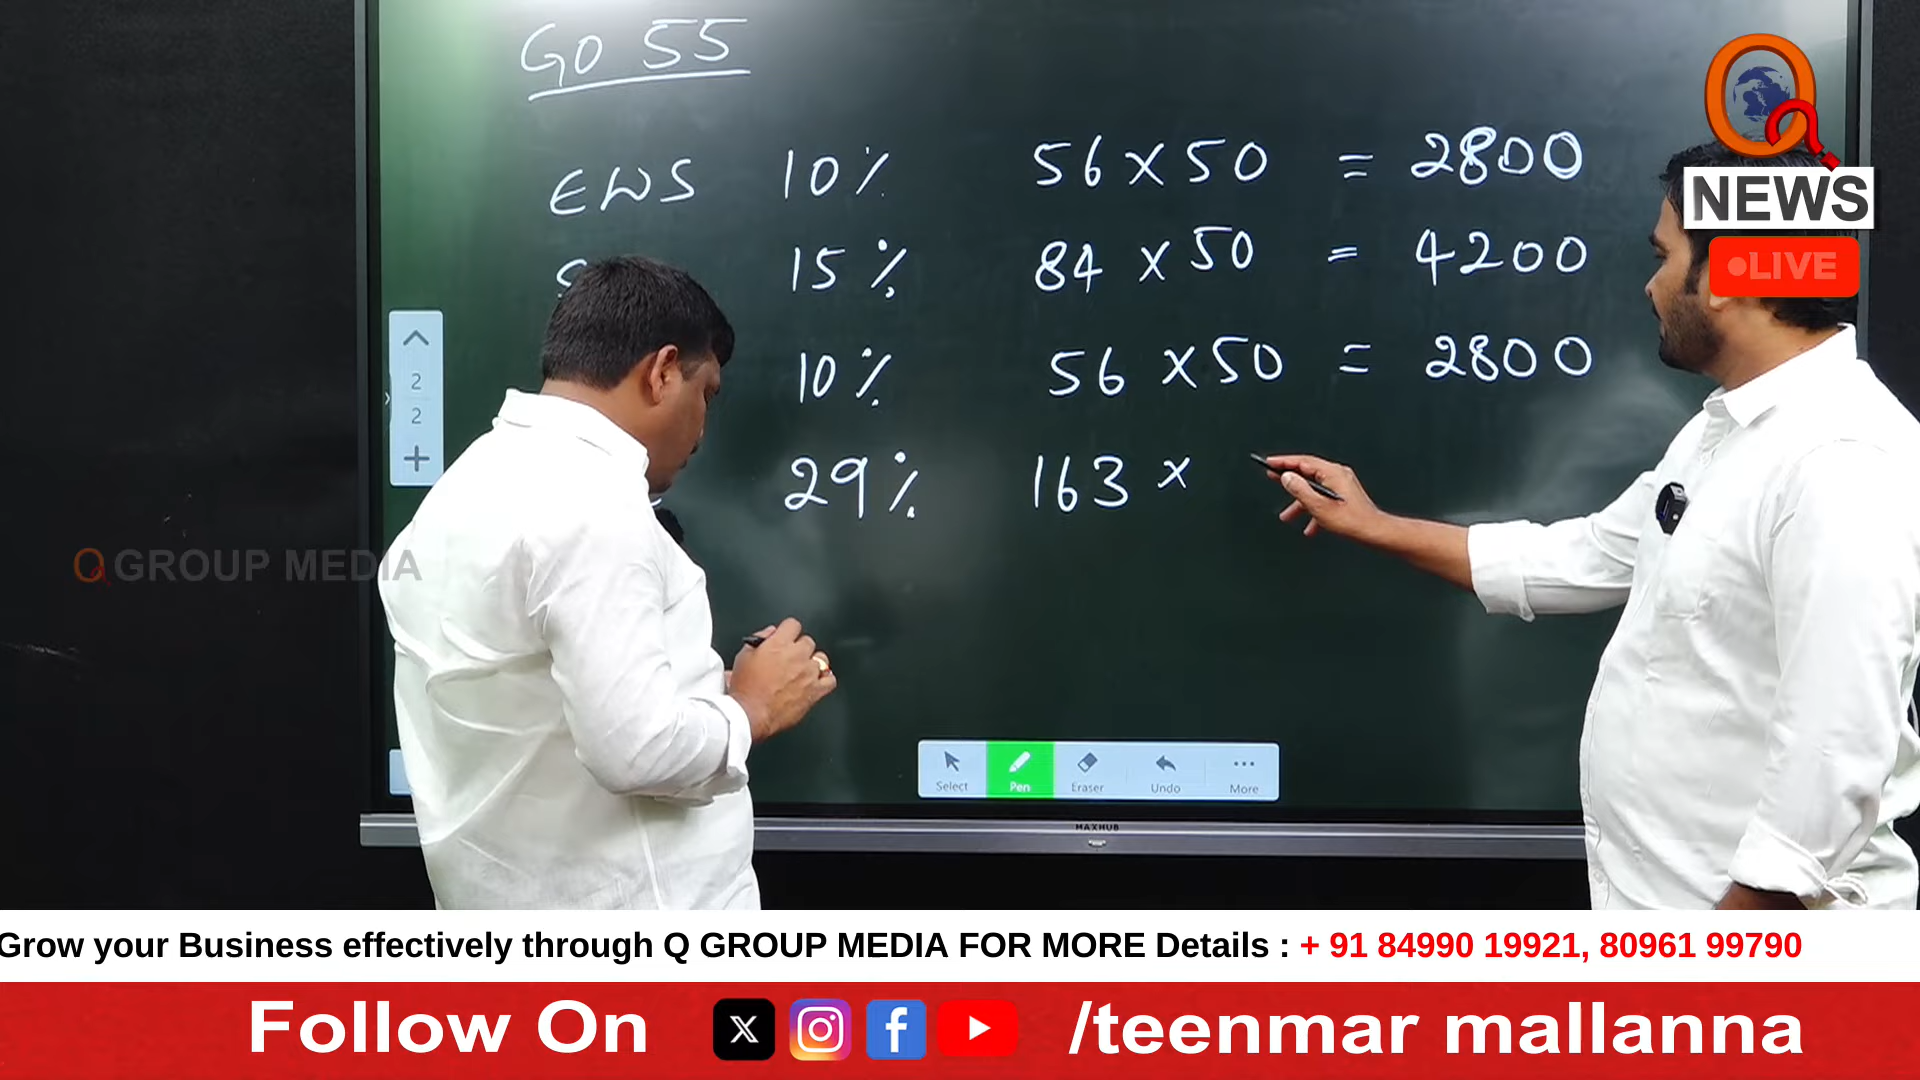 GO 55
EWS 10% 56 x 50 = 2800
S 15% 84 x 50 = 4200
10% 56 x 50 = 2800
29% 163 x
Q
NEWS
LIVE
2
2
Q GROUP MEDIA
Select Pen Eraser Undo More
MAXHUB
Grow your Business effectively through Q GROUP MEDIA FOR MORE Details : + 91 84990 19921, 80961 99790
Follow On /teenmar mallanna